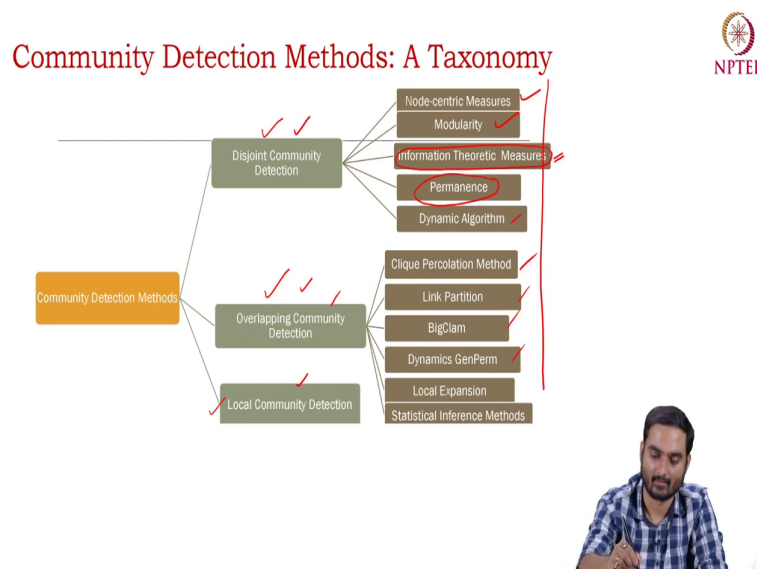 Community Detection Methods: A Taxonomy
NPTEL
Node-centric Measures
Modularity
Disjoint Community
Detection
Information Theoretic Measures
Permanence
Dynamic Algorithm
Clique Percolation Method
Community Detection Methods
Link Partition
Overlapping Community
Detection
BigClam
Dynamics GenPerm
Local Expansion
Local Community Detection
Statistical Inference Methods